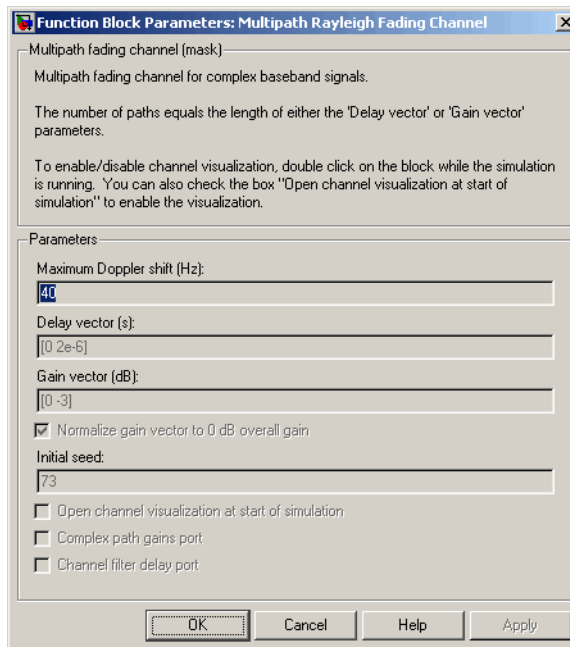 Function Block Parameters: Multipath Rayleigh Fading Channel
Multipath fading channel (mask)
Multipath fading channel for complex baseband signals.
The number of paths equals the length of either the 'Delay vector' or 'Gain vector'
parameters.
To enable/disable channel visualization, double click on the block while the simulation
is running.  You can also check the box "Open channel visualization at start of
simulation" to enable the visualization.
Parameters
Maximum Doppler shift (Hz):
40
Delay vector (s):
[0 2e-6]
Gain vector (dB):
[0 -3]
Normalize gain vector to 0 dB overall gain
Initial seed:
73
Open channel visualization at start of simulation
Complex path gains port
Channel filter delay port
OK Cancel Help Apply